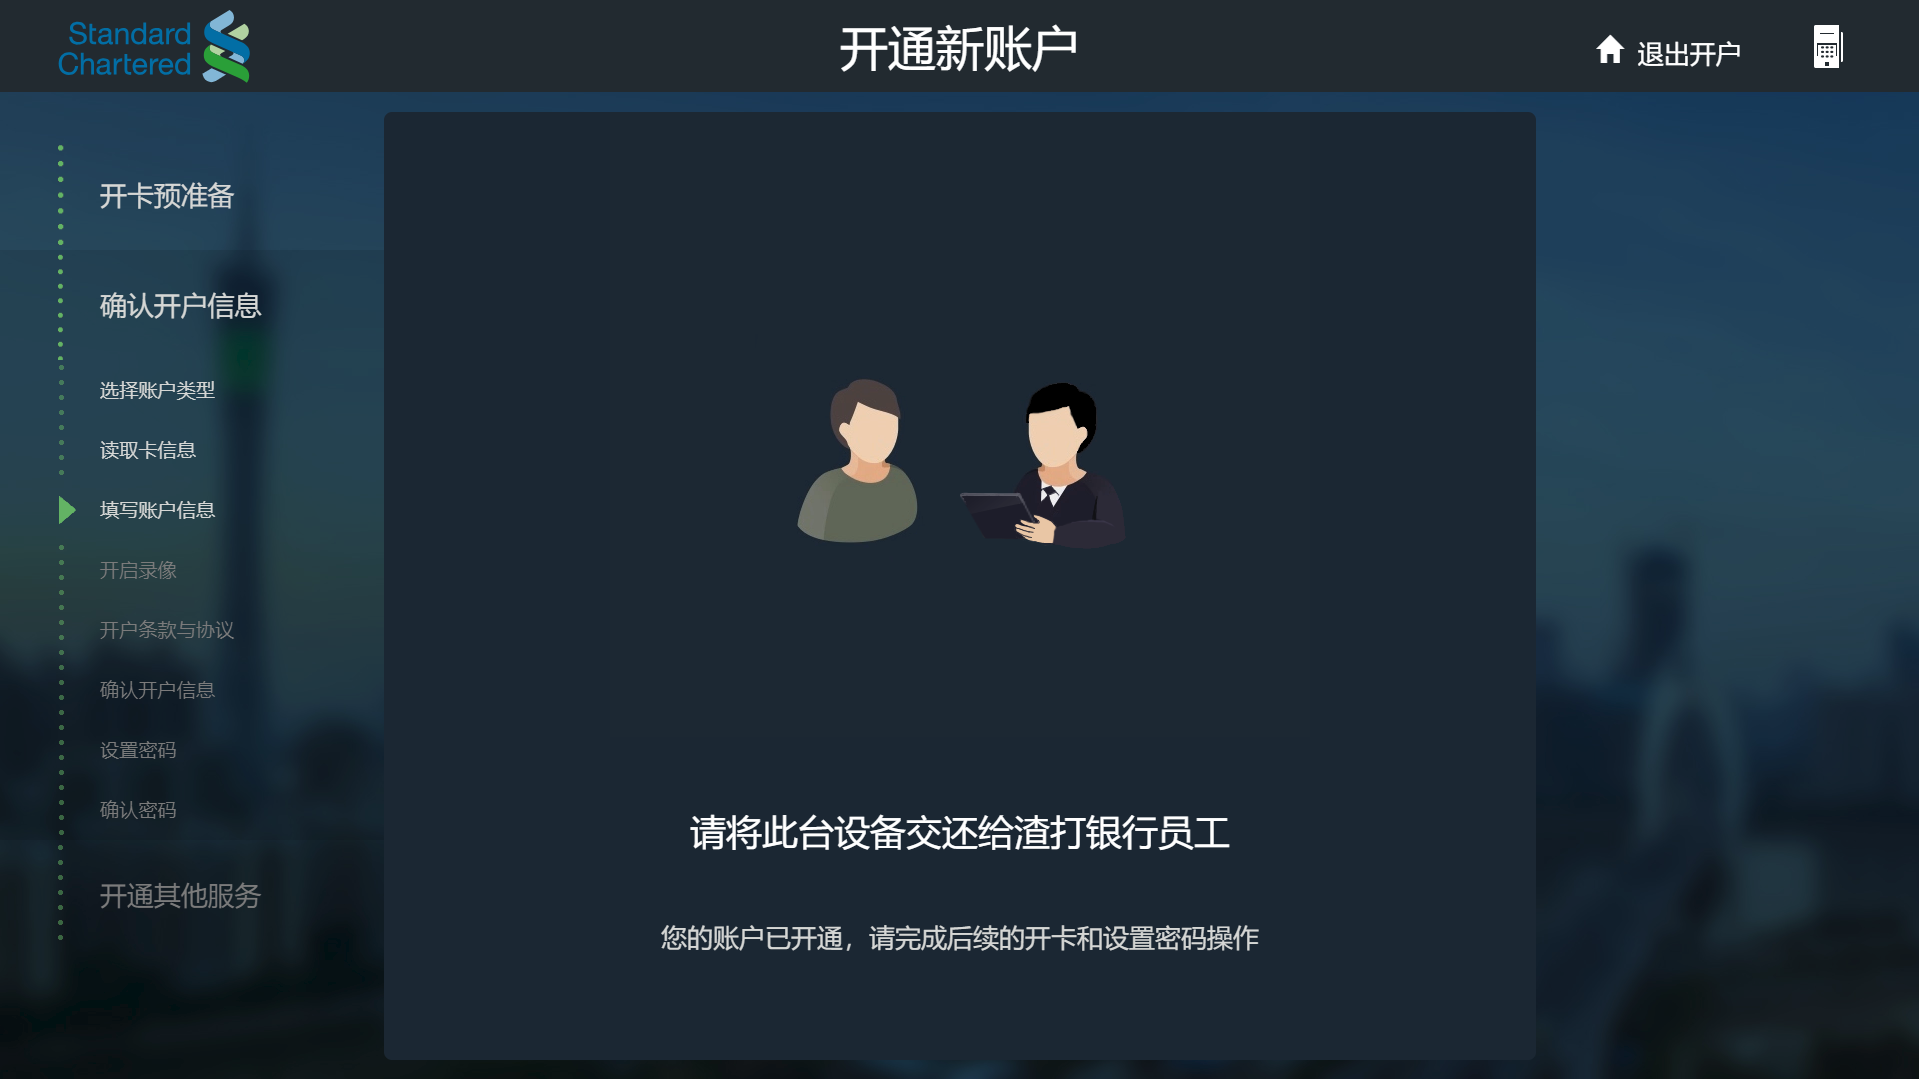 Standard
Chartered
开通新账户
退出开户
开卡预准备
确认开户信息
选择账户类型
读取卡信息
填写账户信息
开启录像
开户条款与协议
确认开户信息
设置密码
确认密码
开通其他服务
请将此台设备交还给渣打银行员工
您的账户已开通，请完成后续的开卡和设置密码操作